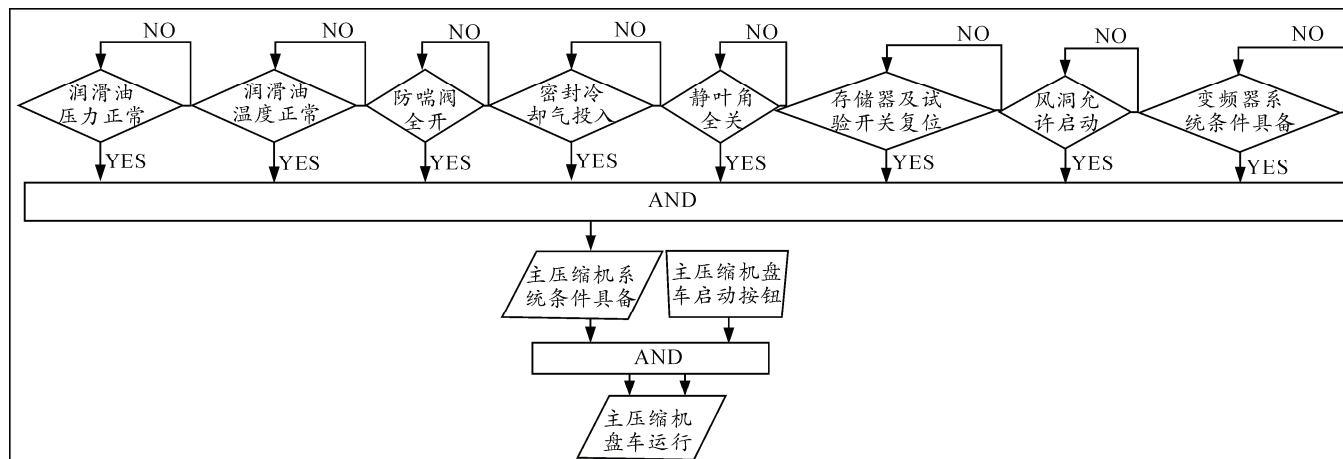 NO NO NO NO NO NO NO NO
润滑油
压力正常
润滑油
温度正常
防喘阀
全开
密封冷
却气投入
静叶角
全关
存储器及试
验开关复位
风洞允
许启动
变频器系
统条件具备
YES YES YES YES YES YES YES YES
AND
主压缩机系
统条件具备
主压缩机盘
车启动按钮
AND
主压缩机
盘车运行